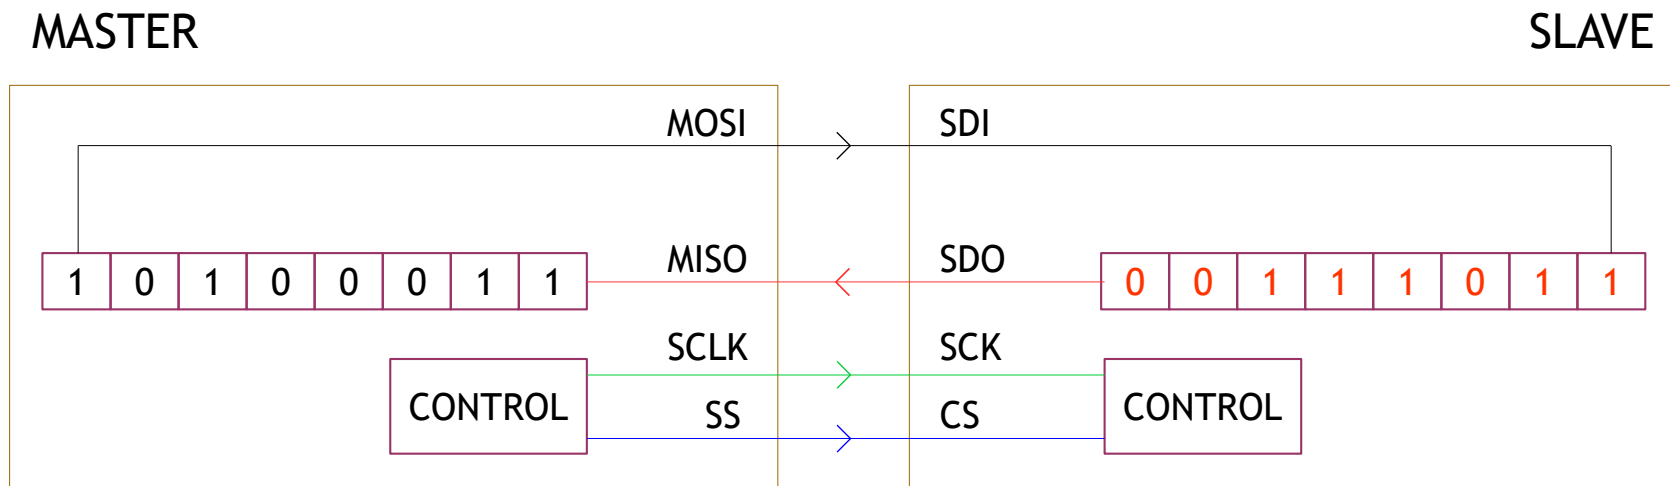 MASTER SLAVE
MOSI SDI
1 0 1 0 0 0 1 1 MISO SDO 0 0 1 1 1 0 1 1
SCLK SCK
CONTROL CONTROL
SS CS